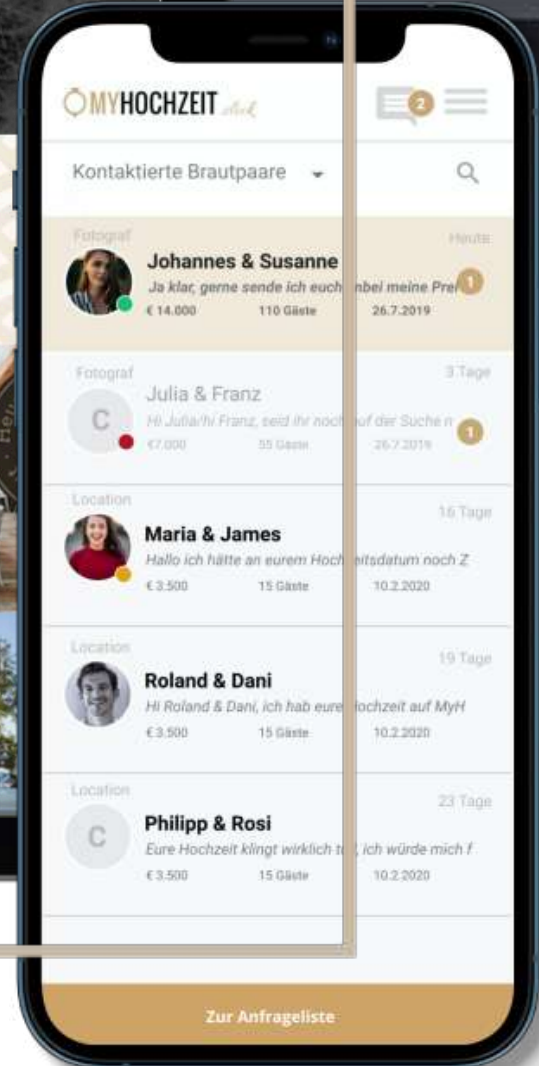 MYHOCHZEIT.click
2
Kontaktierte Brautpaare
Fotograf
Heute
Johannes & Susanne
Ja klar, gerne sende ich euch nbei meine Prei
1
€ 14.000 110 Gäste 26.7.2019
Fotograf
3 Tage
C
Julia & Franz
Hi Julia/hi Franz, seid ihr noch auf der Suche n
1
€7.000 55 Gäste 26.7.2019
Location
16 Tage
Maria & James
Hallo ich hätte an eurem Hoch eitsdatum noch Z
€ 3.500 15 Gäste 10.2.2020
Location
19 Tage
Roland & Dani
Hi Roland & Dani, ich hab eure ochzeit auf MyH
€ 3.500 15 Gäste 10.2.2020
Location
23 Tage
C
Philipp & Rosi
Eure Hochzeit klingt wirklich t ll, ich würde mich f
€ 3.500 15 Gäste 10.2.2020
Zur Anfrageliste